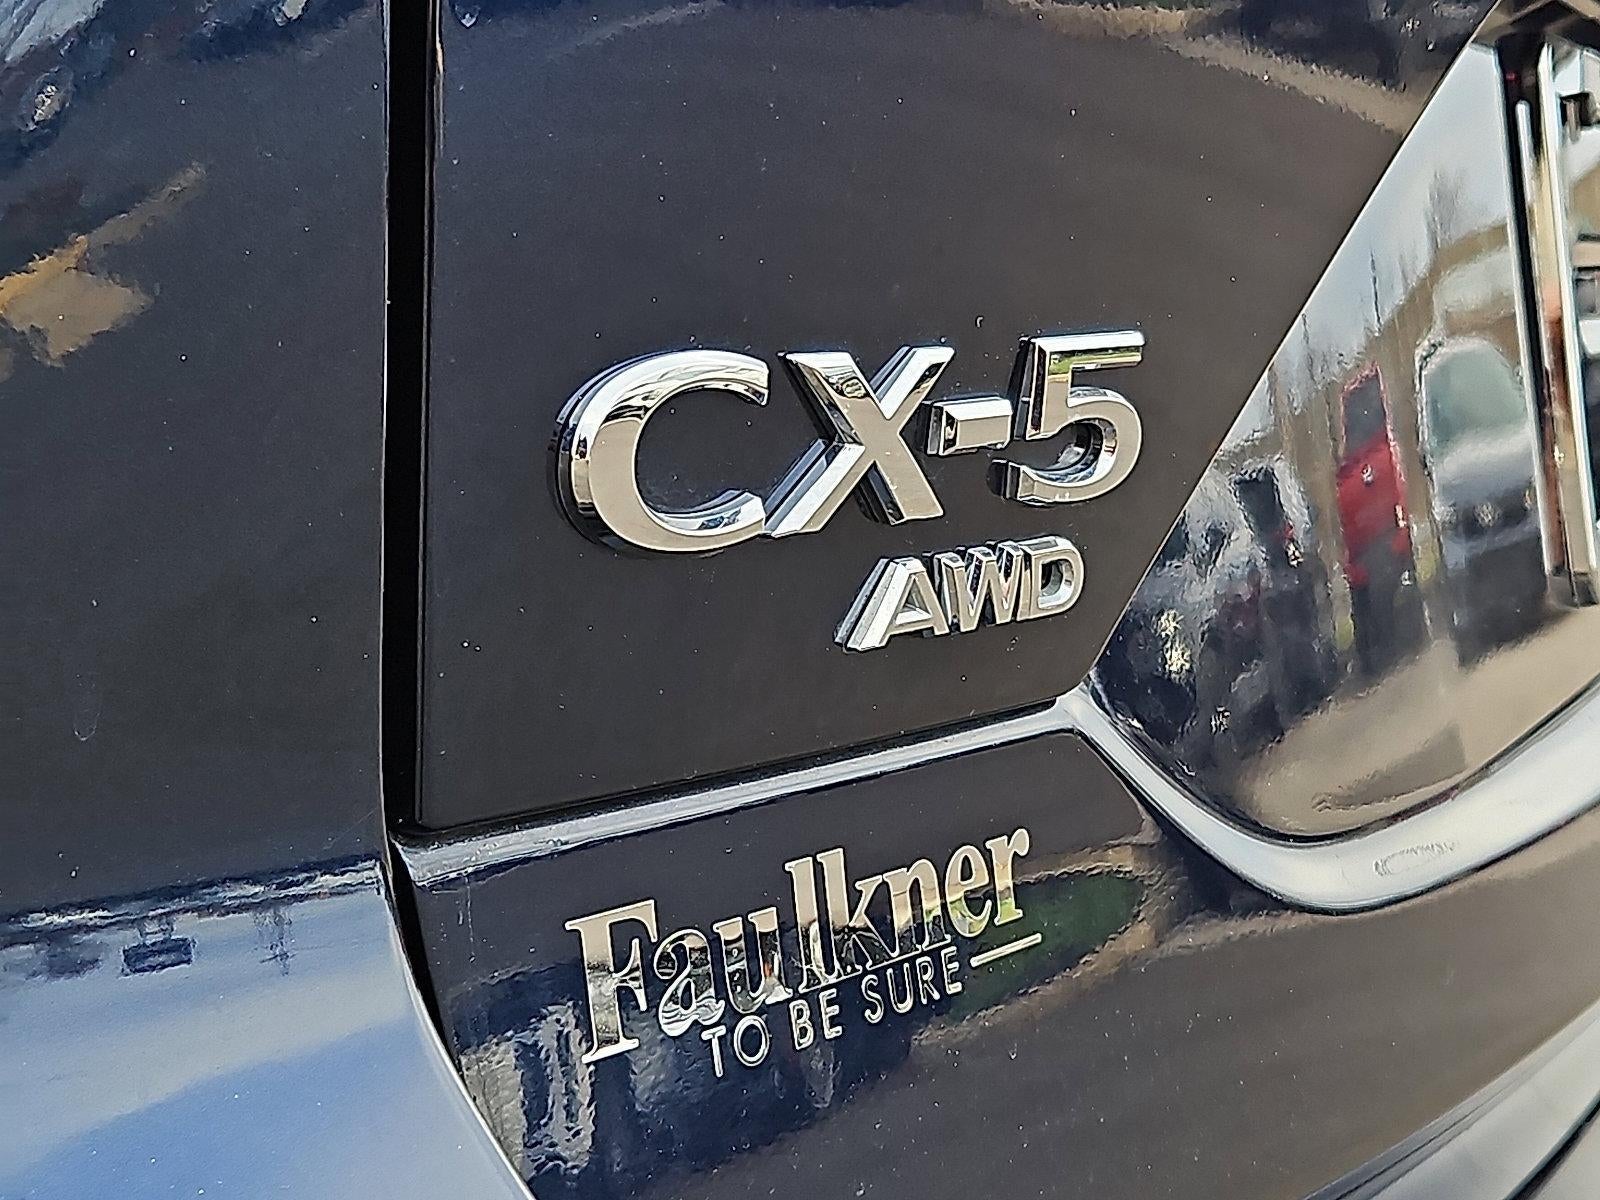 CX-5
AWD
Faulkner
TO BE SURE